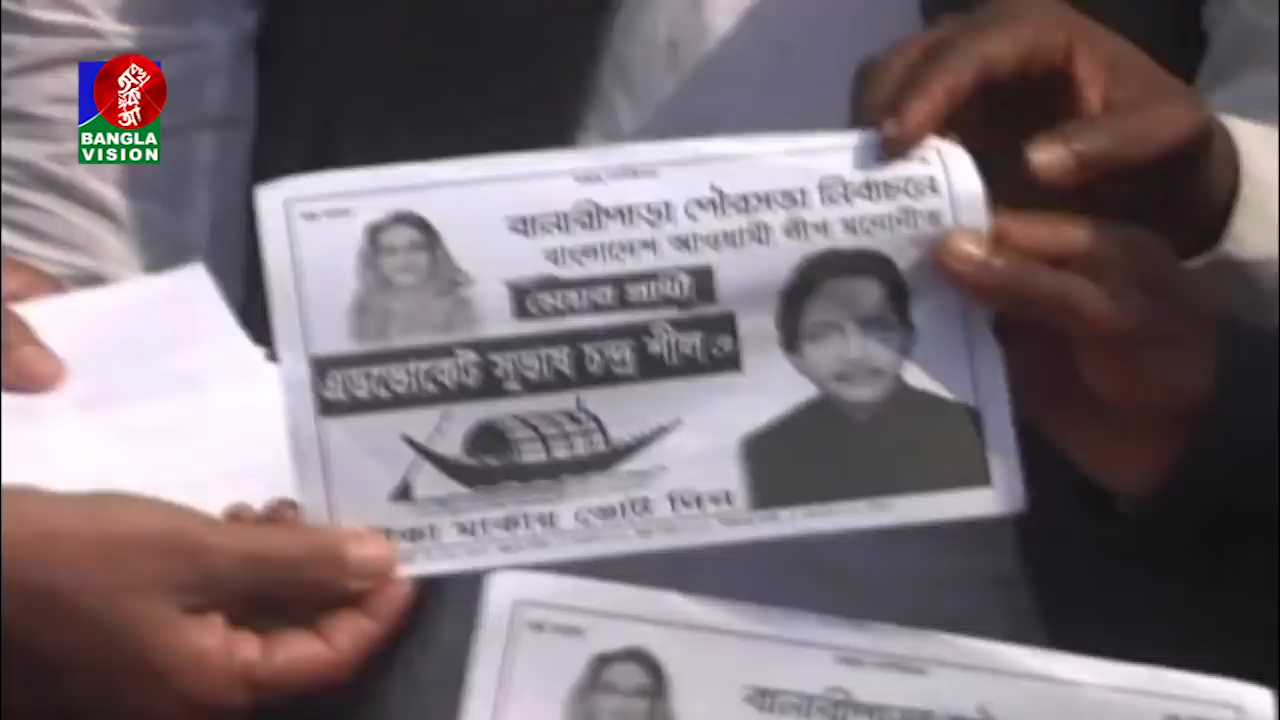 BANGLA
VISION
বানারীপাড়া পৌরসভা নির্বাচনে
বাংলাদেশ আওয়ামী লীগ মনোনীত
মেয়র প্রার্থী
এডভোকেট সুভাষ চন্দ্র শীল কে
মার্কায় ভোট দিন
বানারীপাড়া